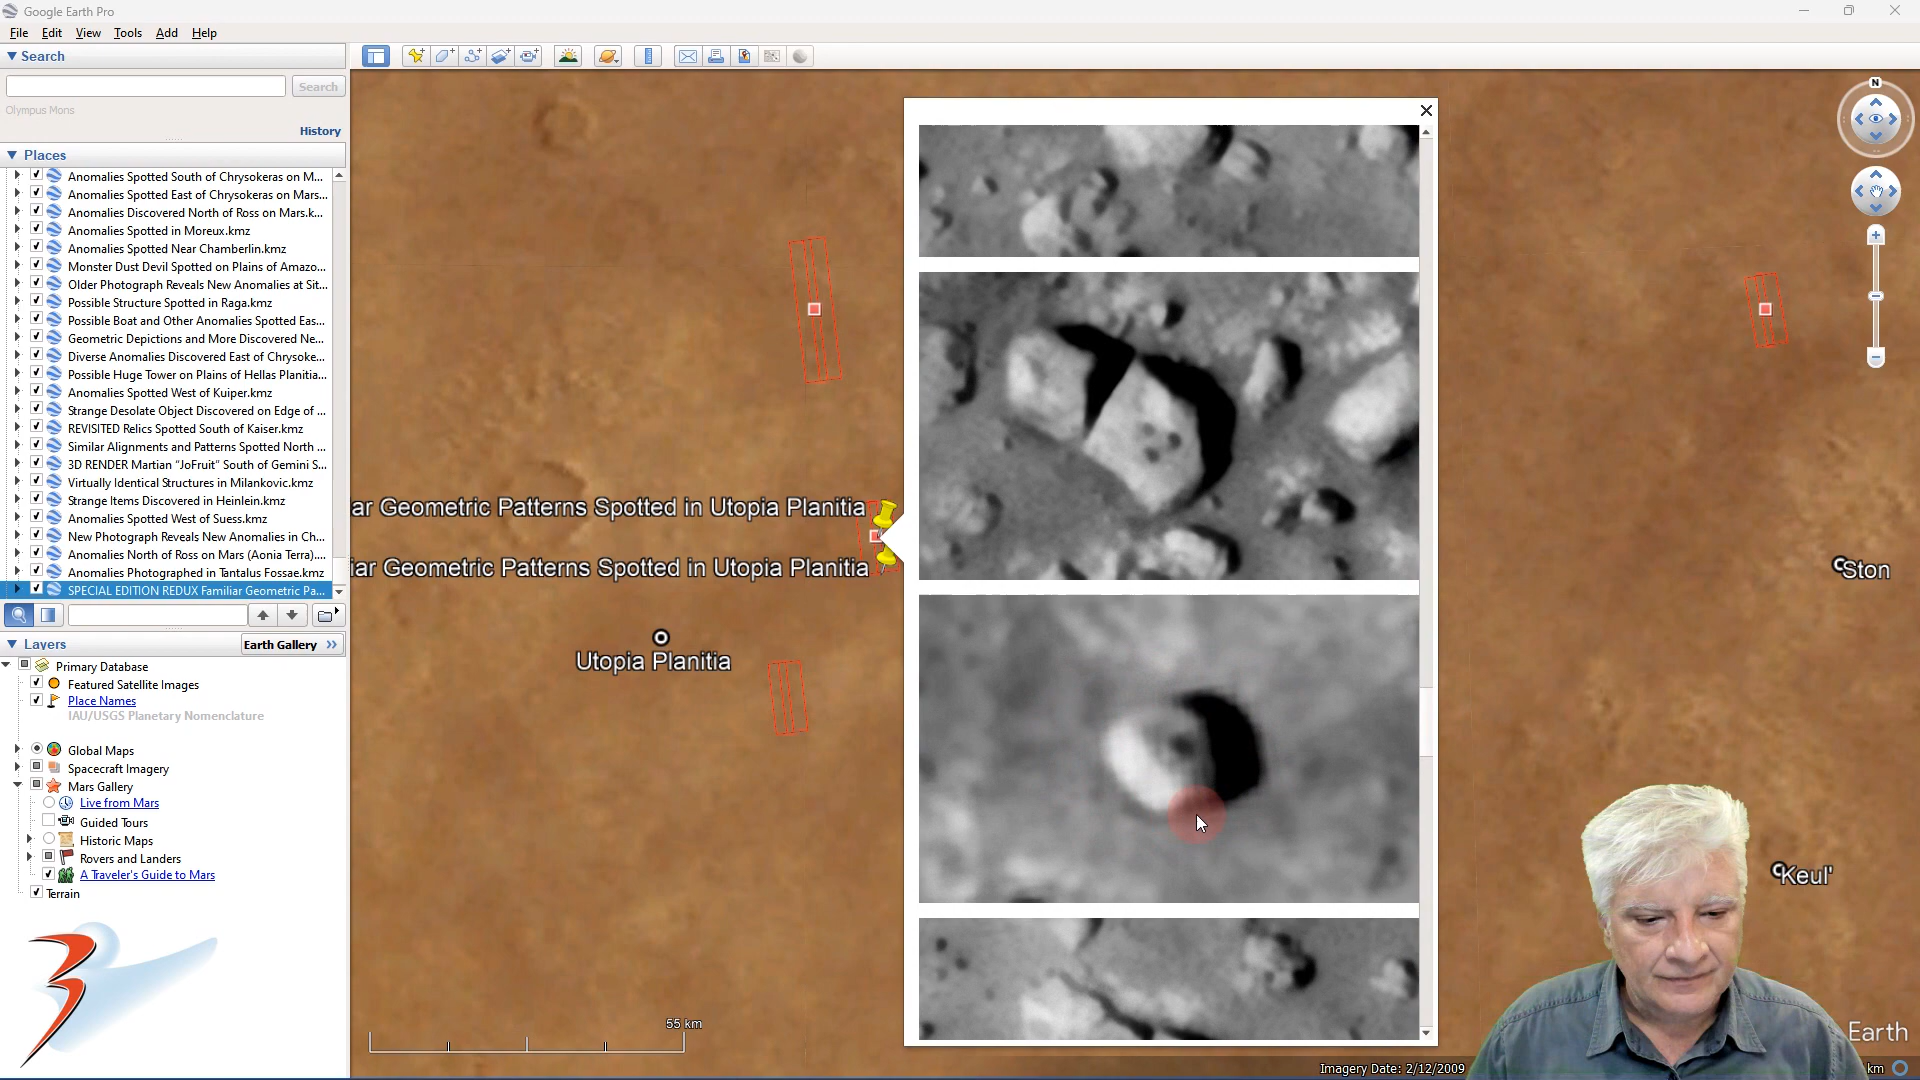 Google Earth Pro
File Edit View Tools Add Help
Search
Search
Olympus Mons
History
Places
Anomalies Spotted South of Chrysokeras on M...
Anomalies Spotted East of Chrysokeras on Mars...
Anomalies Discovered North of Ross on Mars.k...
Anomalies Spotted in Moreux.kmz
Anomalies Spotted Near Chamberlin.kmz
Monster Dust Devil Spotted on Plains of Amazo...
Older Photograph Reveals New Anomalies at Sit...
Possible Structure Spotted in Raga.kmz
Possible Boat and Other Anomalies Spotted Eas...
Geometric Depictions and More Discovered Ne...
Diverse Anomalies Discovered East of Chrysoke...
Possible Huge Tower on Plains of Hellas Planitia...
Anomalies Spotted West of Kuiper.kmz
Strange Desolate Object Discovered on Edge of ...
REVISITED Relics Spotted South of Kaiser.kmz
Similar Alignments and Patterns Spotted North ...
3D RENDER Martian “JoFruit” South of Gemini S...
Virtually Identical Structures in Milankovic.kmz
Strange Items Discovered in Heinlein.kmz
Anomalies Spotted West of Suess.kmz
New Photograph Reveals New Anomalies in Ch...
Anomalies North of Ross on Mars (Aonia Terra)....
Anomalies Photographed in Tantalus Fossae.kmz
SPECIAL EDITION REDUX Familiar Geometric Pa...
Layers
Earth Gallery »
Primary Database
Featured Satellite Images
Place Names
IAU/USGS Planetary Nomenclature
Global Maps
Spacecraft Imagery
Mars Gallery
Live from Mars
Guided Tours
Historic Maps
Rovers and Landers
A Traveler's Guide to Mars
Terrain
N
ar Geometric Patterns Spotted in Utopia Planitia
iar Geometric Patterns Spotted in Utopia Planitia
Utopia Planitia
Ston
Keul'
55 km
Earth
Imagery Date: 2/12/2009
km